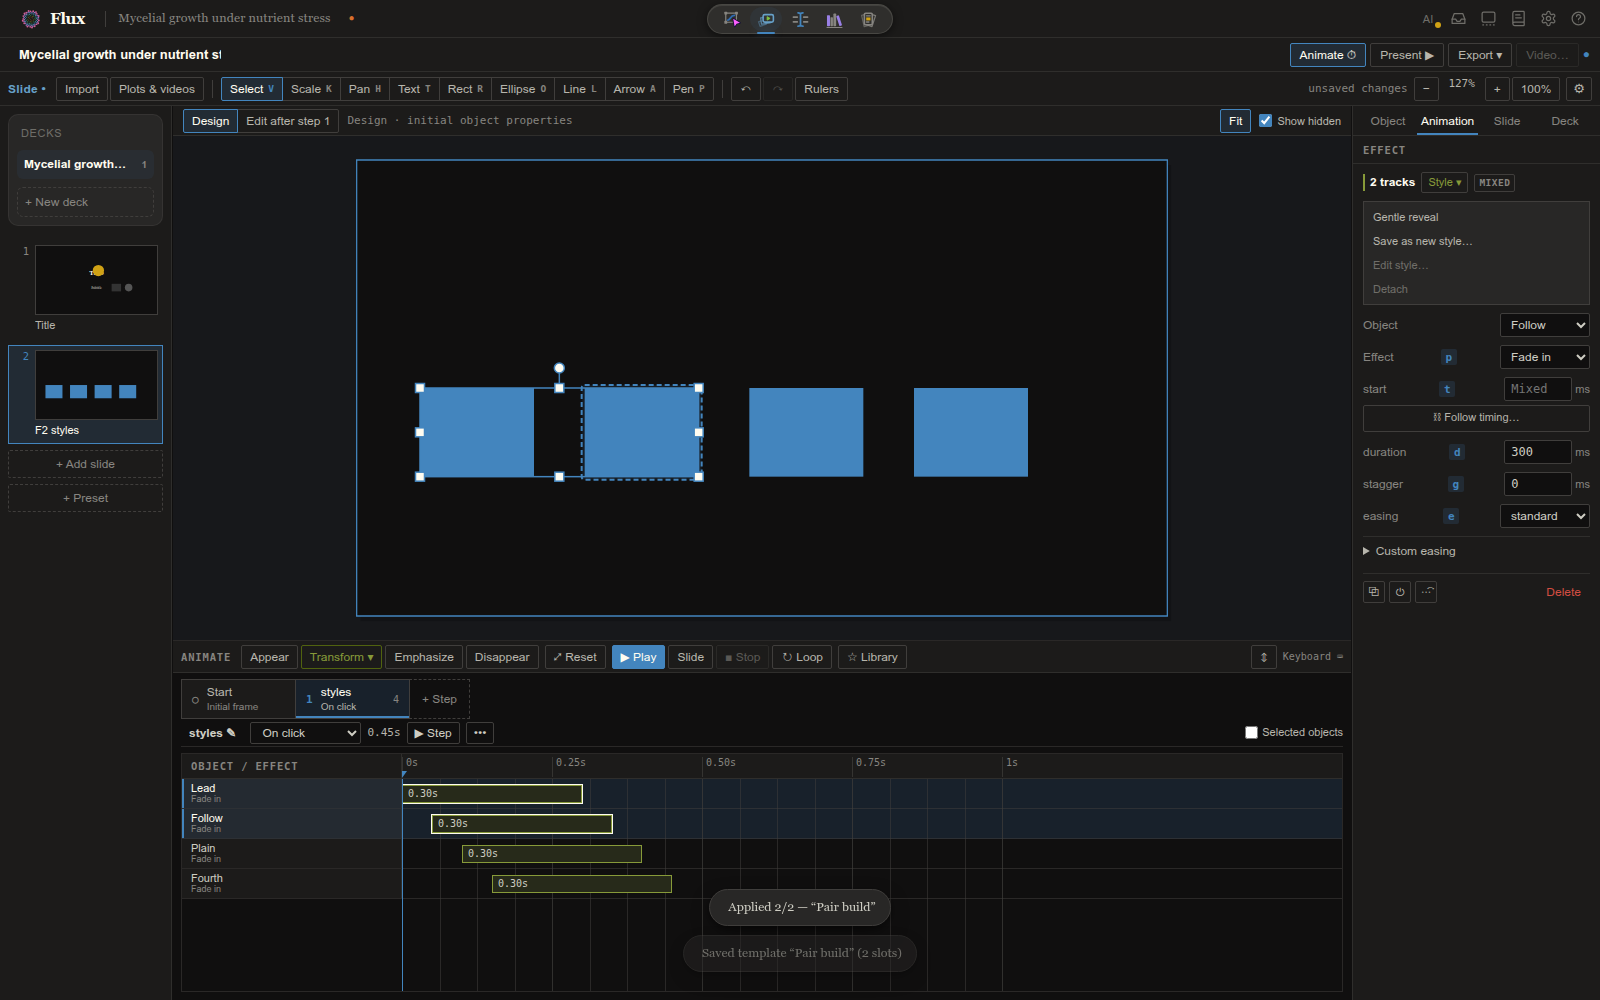 Flux
Mycelial growth under nutrient stress
AI
Mycelial growth under nutrient st
Animate
Present ▶
Export ▾
Video…
Slide •
Import
Plots & videos
Select V
Scale K
Pan H
Text T
Rect R
Ellipse O
Line L
Arrow A
Pen P
Rulers
unsaved changes
−
127%
+
100%
DECKS
Mycelial growth… 1
+ New deck
1
Title
2
F2 styles
+ Add slide
+ Preset
Design
Edit after step 1
Design · initial object properties
Fit
Show hidden
Object
Animation
Slide
Deck
EFFECT
2 tracks
Style ▾
MIXED
Gentle reveal
Save as new style…
Edit style…
Detach
Object
Follow
Effect p
Fade in
start t
Mixed ms
Follow timing…
duration d
300 ms
stagger g
0 ms
easing e
standard
▶ Custom easing
Delete
ANIMATE
Appear
Transform ▾
Emphasize
Disappear
Reset
▶ Play
Slide
■ Stop
↻ Loop
☆ Library
Keyboard
Start
Initial frame
1 styles 4
On click
+ Step
styles ✎
On click
0.45s
▶ Step
•••
Selected objects
OBJECT / EFFECT
0s
0.25s
0.50s
0.75s
1s
Lead
Fade in
0.30s
Follow
Fade in
0.30s
Plain
Fade in
0.30s
Fourth
Fade in
0.30s
Applied 2/2 — “Pair build”
Saved template “Pair build” (2 slots)